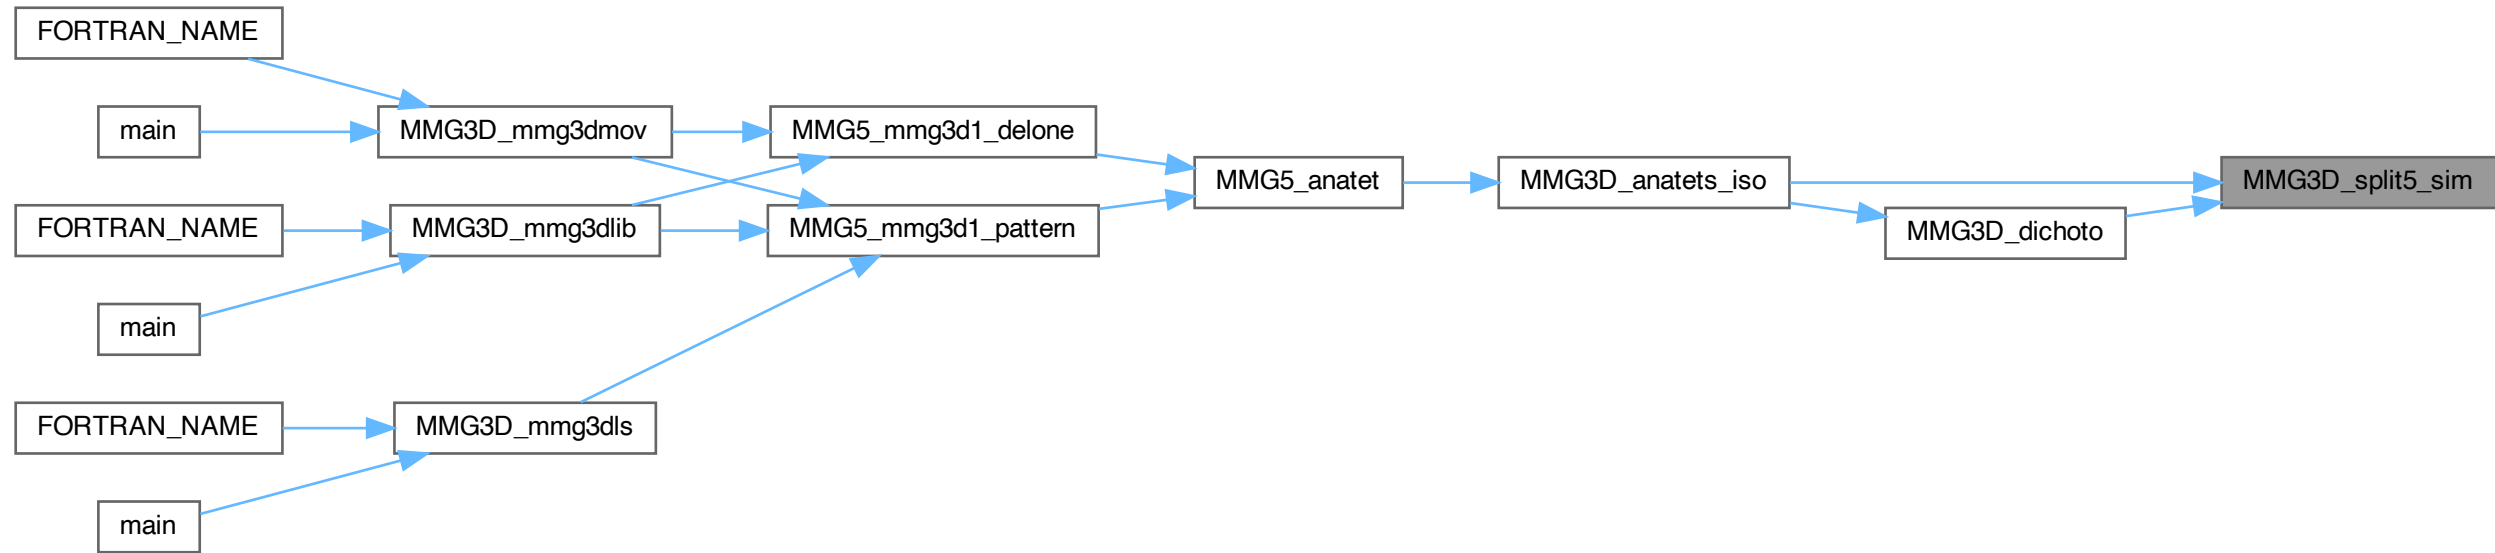 FORTRAN_NAME
main
MMG3D_mmg3dmov
MMG5_mmg3d1_delone
MMG5_anatet
MMG3D_anatets_iso
MMG3D_split5_sim
FORTRAN_NAME
MMG3D_mmg3dlib
MMG5_mmg3d1_pattern
MMG3D_dichoto
main
FORTRAN_NAME
MMG3D_mmg3dls
main